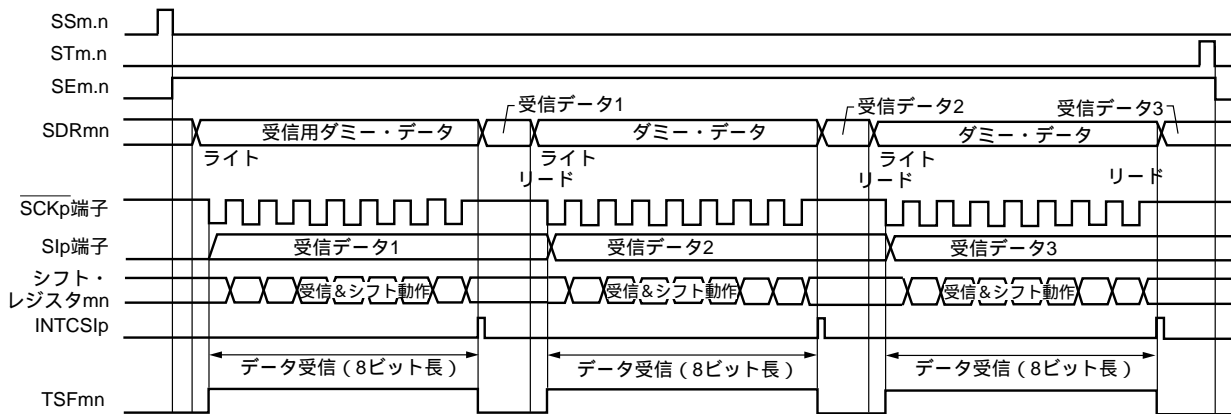 SSm.n
STm.n
SEm.n
受信データ1
受信データ2
受信データ3
SDRmn
受信用ダミー・データ
ダミー・データ
ダミー・データ
ライト
ライト
ライト
リード
リード
リード
SCKp端子
SIp端子
受信データ1
受信データ2
受信データ3
シフト・
レジスタmn
受信&シフト動作
受信&シフト動作
受信&シフト動作
INTCSIp
データ受信（8ビット長）
データ受信（8ビット長）
データ受信（8ビット長）
TSFmn